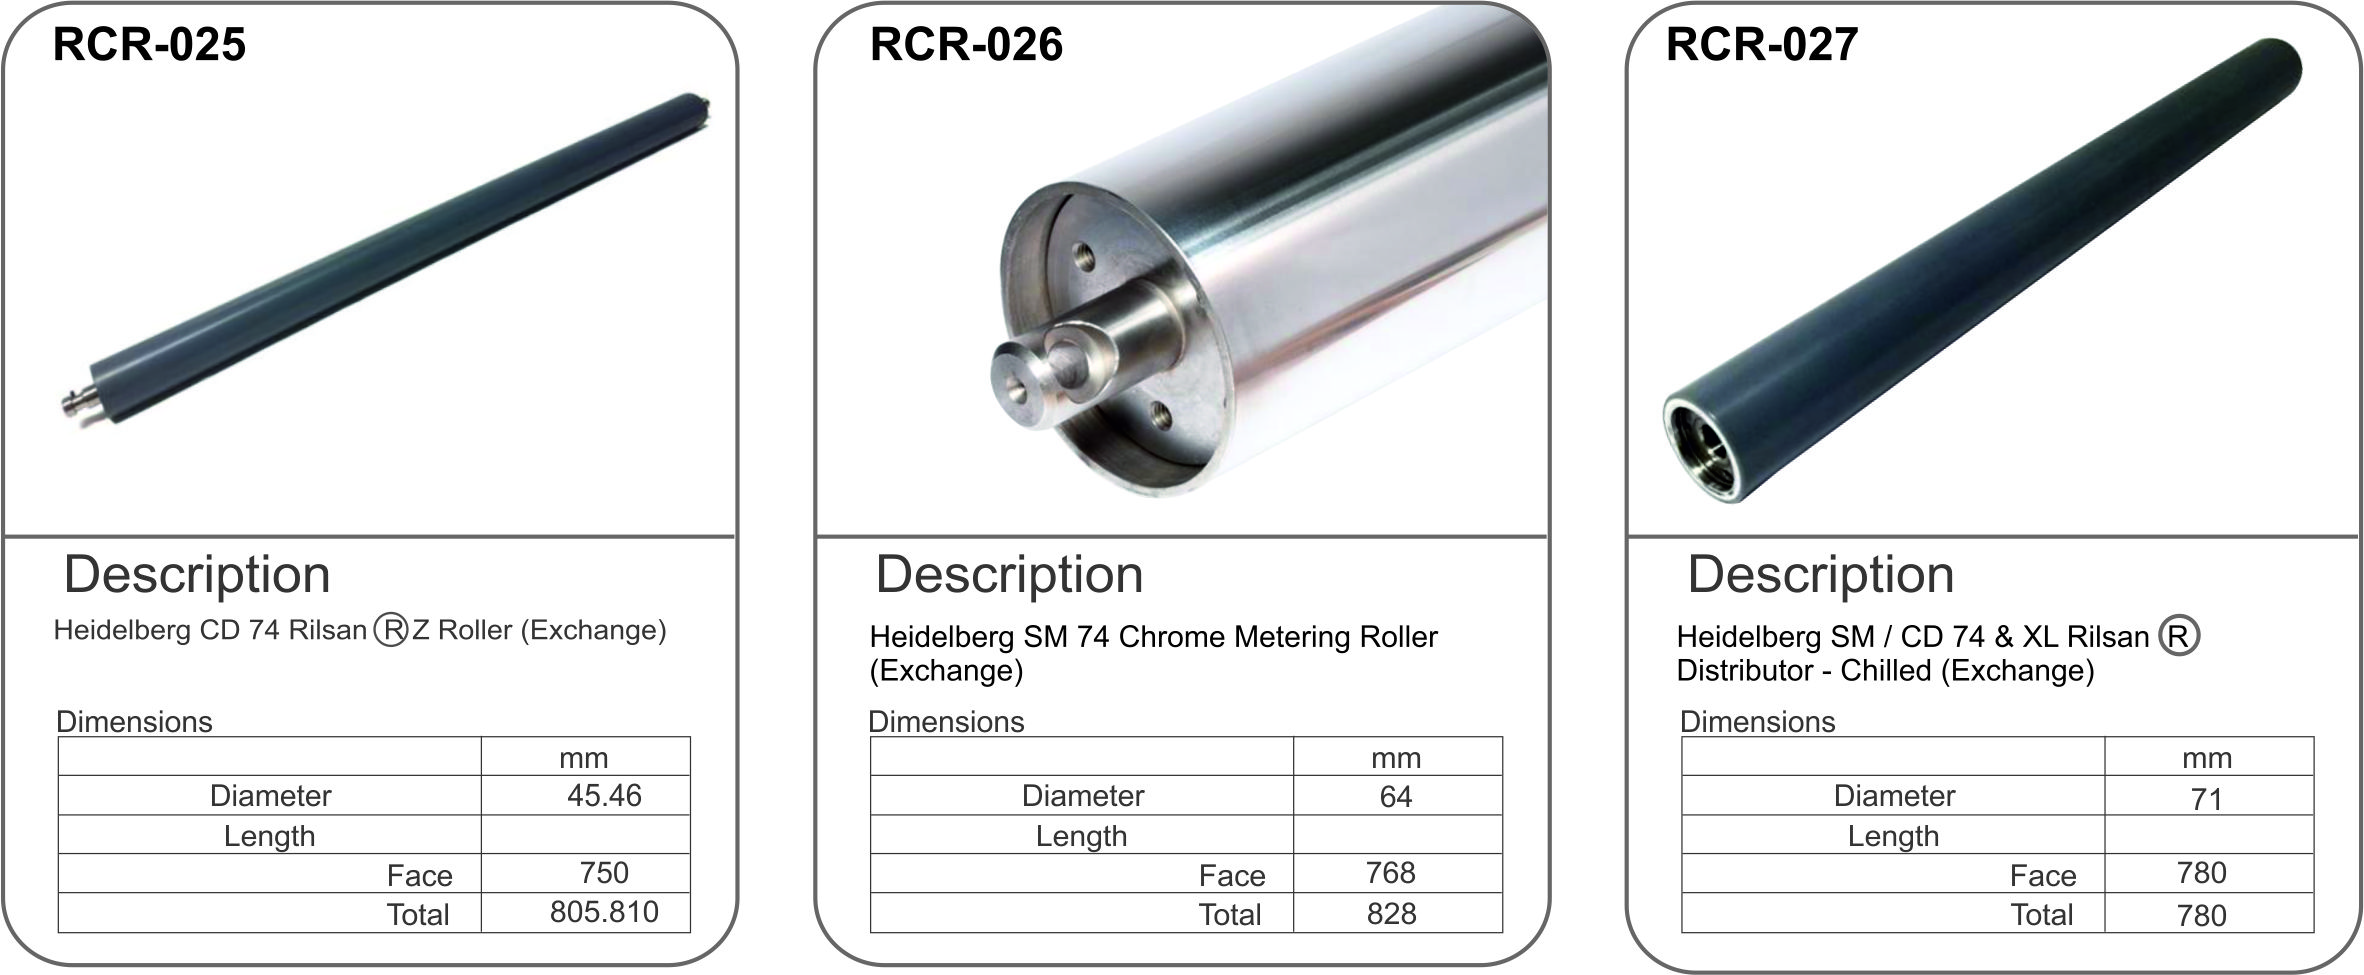 RCR-025
Description
Heidelberg CD 74 Rilsan ® Z Roller (Exchange)
Dimensions
mm
Diameter 45.46
Length
Face 750
Total 805.810
RCR-026
Description
Heidelberg SM 74 Chrome Metering Roller
(Exchange)
Dimensions
mm
Diameter 64
Length
Face 768
Total 828
RCR-027
Description
Heidelberg SM / CD 74 & XL Rilsan ®
Distributor - Chilled (Exchange)
Dimensions
mm
Diameter 71
Length
Face 780
Total 780